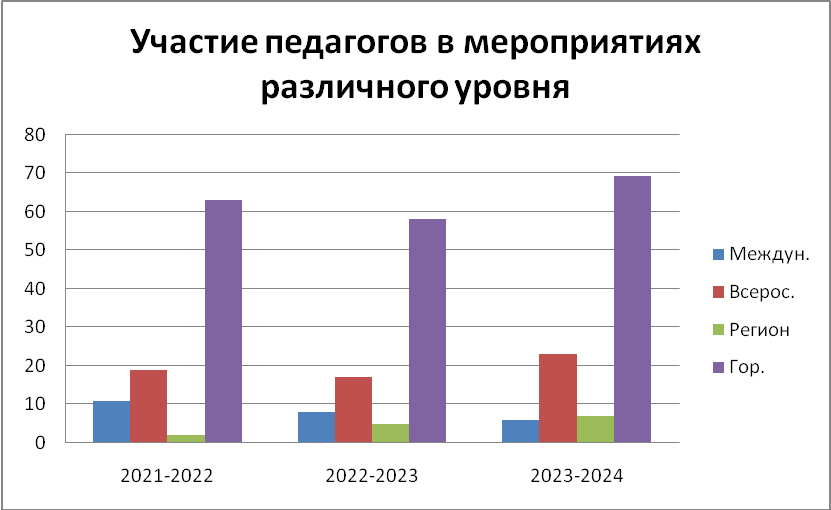 Участие педагогов в мероприятиях
различного уровня
80
70
60
50
40
30
20
10
0
2021-2022
2022-2023
2023-2024
Междун.
Всерос.
Регион
Гор.